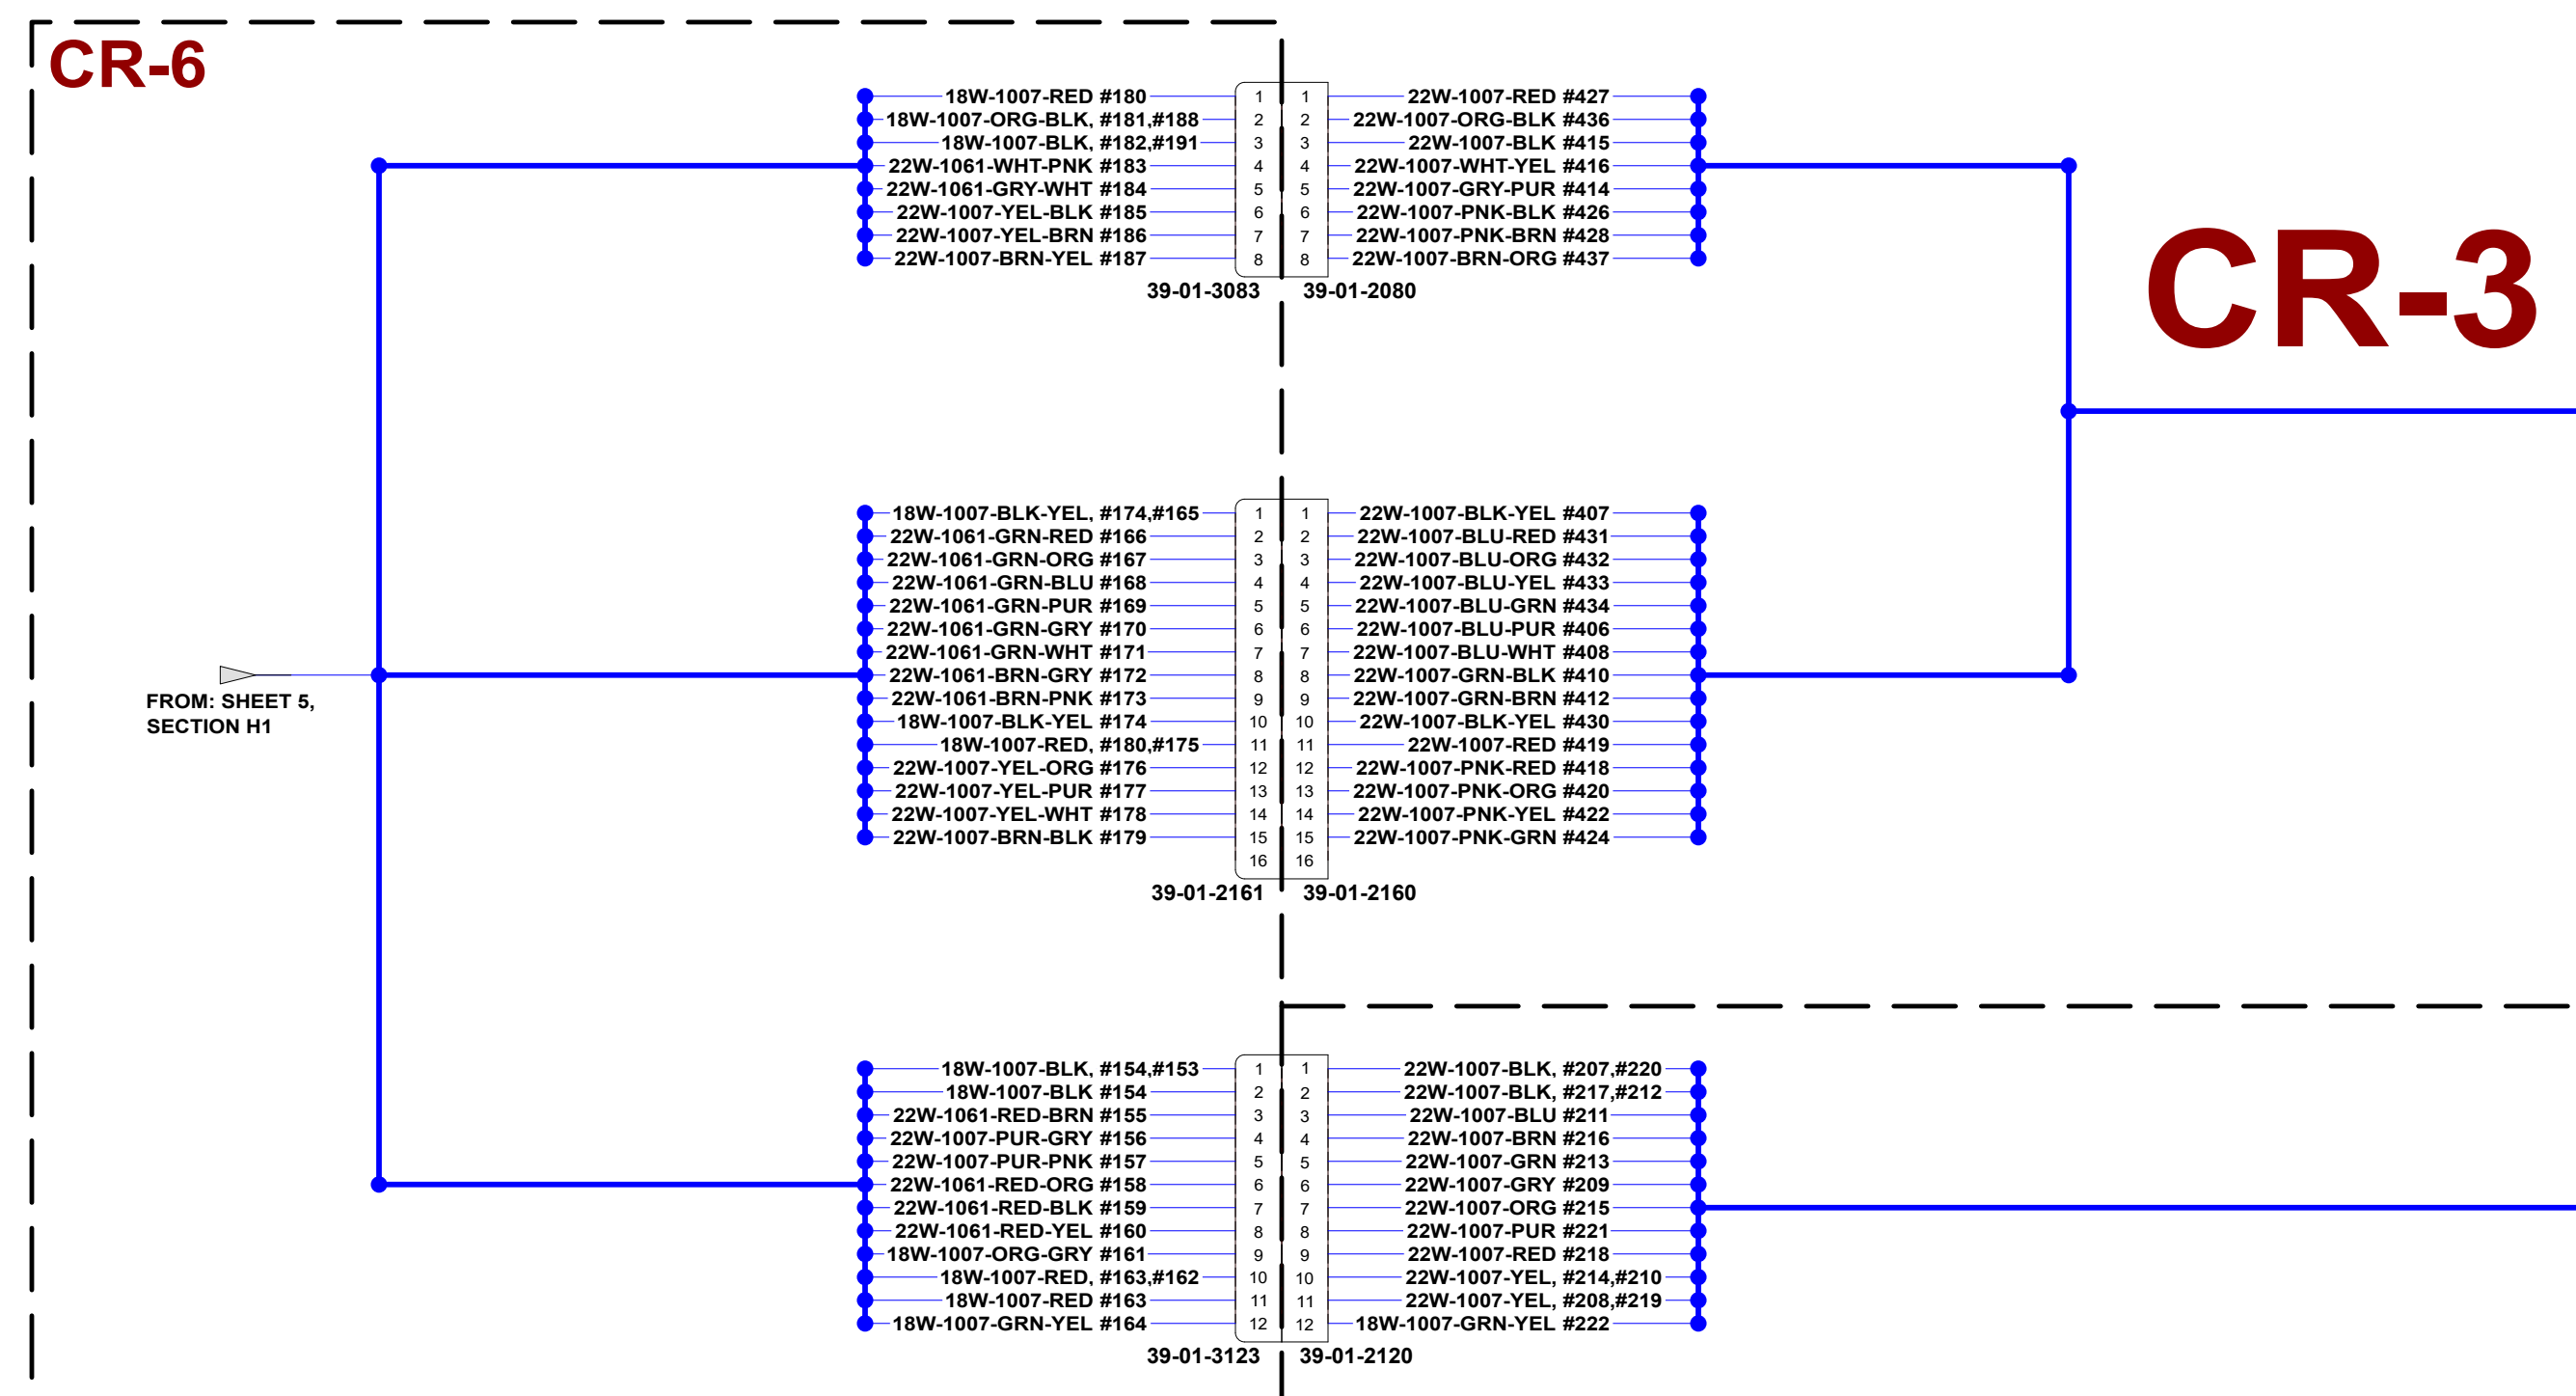 CR-6
18W-1007-RED #180 1 1 22W-1007-RED #427
18W-1007-ORG-BLK, #181,#188 2 2 22W-1007-ORG-BLK #436
18W-1007-BLK, #182,#191 3 3 22W-1007-BLK #415
22W-1061-WHT-PNK #183 4 4 22W-1007-WHT-YEL #416
22W-1061-GRY-WHT #184 5 5 22W-1007-GRY-PUR #414
22W-1007-YEL-BLK #185 6 6 22W-1007-PNK-BLK #426
22W-1007-YEL-BRN #186 7 7 22W-1007-PNK-BRN #428
22W-1007-BRN-YEL #187 8 8 22W-1007-BRN-ORG #437
39-01-3083 39-01-2080
CR-3
18W-1007-BLK-YEL, #174,#165 1 1 22W-1007-BLK-YEL #407
22W-1061-GRN-RED #166 2 2 22W-1007-BLU-RED #431
22W-1061-GRN-ORG #167 3 3 22W-1007-BLU-ORG #432
22W-1061-GRN-BLU #168 4 4 22W-1007-BLU-YEL #433
22W-1061-GRN-PUR #169 5 5 22W-1007-BLU-GRN #434
22W-1061-GRN-GRY #170 6 6 22W-1007-BLU-PUR #406
22W-1061-GRN-WHT #171 7 7 22W-1007-BLU-WHT #408
22W-1061-BRN-GRY #172 8 8 22W-1007-GRN-BLK #410
22W-1061-BRN-PNK #173 9 9 22W-1007-GRN-BRN #412
18W-1007-BLK-YEL #174 10 10 22W-1007-BLK-YEL #430
18W-1007-RED, #180,#175 11 11 22W-1007-RED #419
22W-1007-YEL-ORG #176 12 12 22W-1007-PNK-RED #418
22W-1007-YEL-PUR #177 13 13 22W-1007-PNK-ORG #420
22W-1007-YEL-WHT #178 14 14 22W-1007-PNK-YEL #422
22W-1007-BRN-BLK #179 15 15 22W-1007-PNK-GRN #424
16 16
39-01-2161 39-01-2160
FROM: SHEET 5,
SECTION H1
18W-1007-BLK, #154,#153 1 1 22W-1007-BLK, #207,#220
18W-1007-BLK #154 2 2 22W-1007-BLK, #217,#212
22W-1061-RED-BRN #155 3 3 22W-1007-BLU #211
22W-1007-PUR-GRY #156 4 4 22W-1007-BRN #216
22W-1007-PUR-PNK #157 5 5 22W-1007-GRN #213
22W-1061-RED-ORG #158 6 6 22W-1007-GRY #209
22W-1061-RED-BLK #159 7 7 22W-1007-ORG #215
22W-1061-RED-YEL #160 8 8 22W-1007-PUR #221
18W-1007-ORG-GRY #161 9 9 22W-1007-RED #218
18W-1007-RED, #163,#162 10 10 22W-1007-YEL, #214,#210
18W-1007-RED #163 11 11 22W-1007-YEL, #208,#219
18W-1007-GRN-YEL #164 12 12 18W-1007-GRN-YEL #222
39-01-3123 39-01-2120